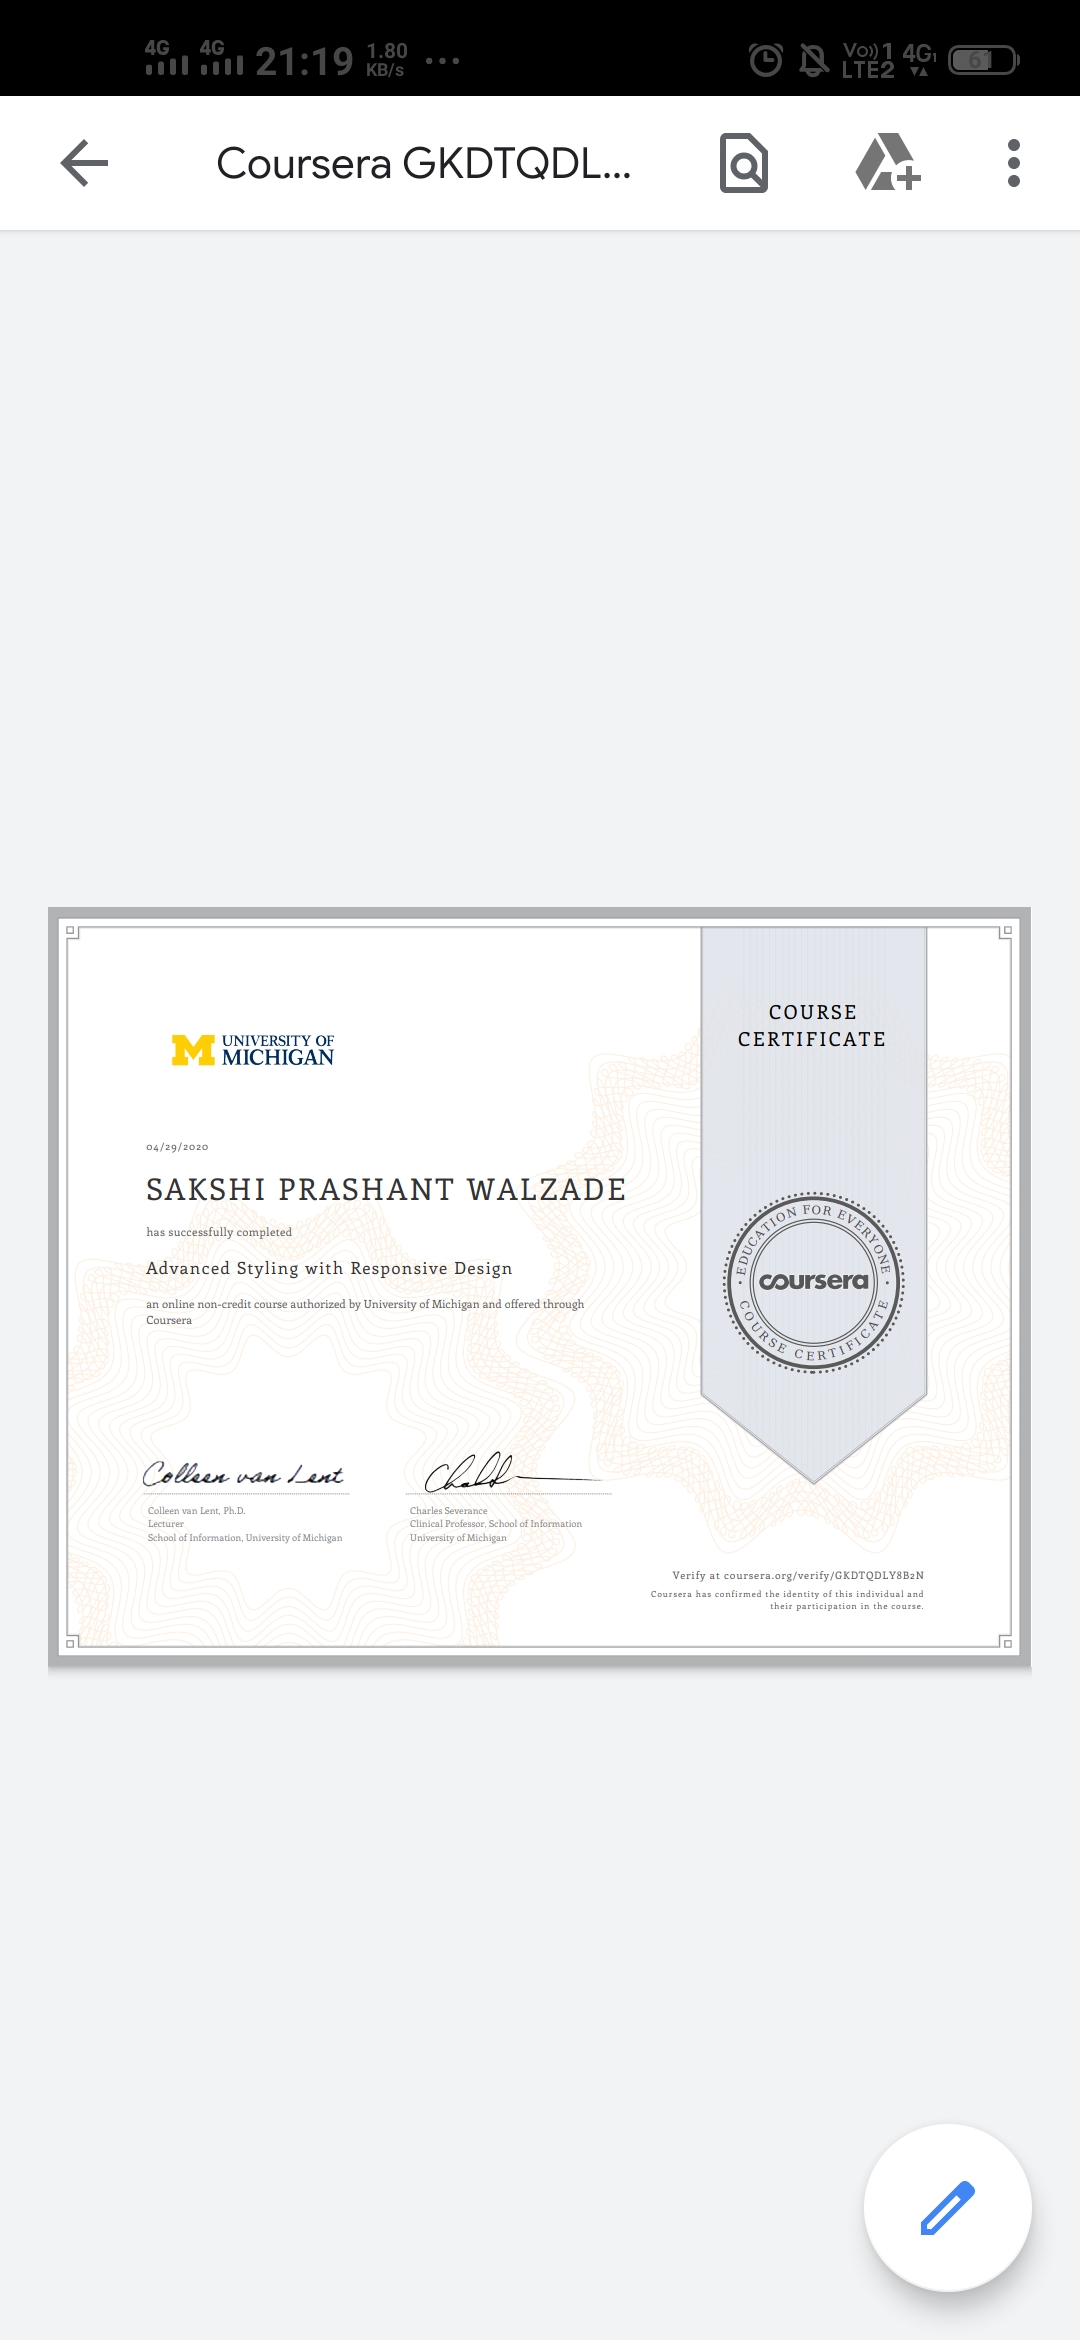 4G 4G 21:19 1.80 KB/s ... Vo)) 1 LTE2 4G1 61
Coursera GKDTQDL...
COURSE
CERTIFICATE
UNIVERSITY OF
MICHIGAN
04/29/2020
SAKSHI PRASHANT WALZADE
has successfully completed
Advanced Styling with Responsive Design
an online non-credit course authorized by University of Michigan and offered through
Coursera
EDUCATION FOR EVERYONE
coursera
COURSE CERTIFICATE
Colleen van Lent
Colleen van Lent, Ph.D.
Lecturer
School of Information, University of Michigan
Charles Severance
Clinical Professor, School of Information
University of Michigan
Verify at coursera.org/verify/GKDTQDLY8B2N
Coursera has confirmed the identity of this individual and
their participation in the course.